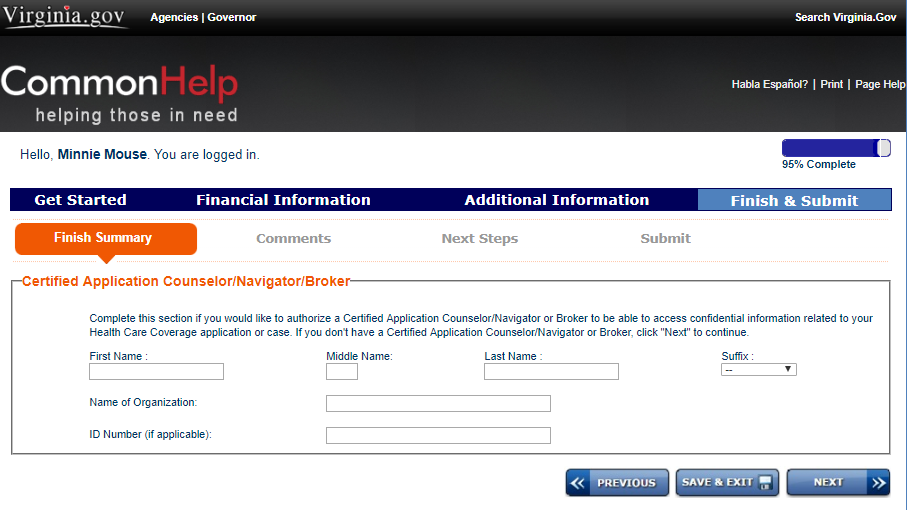 Virginia.gov Agencies | Governor Search Virginia.Gov
CommonHelp
helping those in need
Habla Español? | Print | Page Help
Hello, Minnie Mouse. You are logged in.
95% Complete
Get Started Financial Information Additional Information Finish & Submit
Finish Summary Comments Next Steps Submit
Certified Application Counselor/Navigator/Broker
Complete this section if you would like to authorize a Certified Application Counselor/Navigator or Broker to be able to access confidential information related to your
Health Care Coverage application or case. If you don't have a Certified Application Counselor/Navigator or Broker, click "Next" to continue.
First Name : Middle Name: Last Name : Suffix :
--
Name of Organization:
ID Number (if applicable):
PREVIOUS SAVE & EXIT NEXT